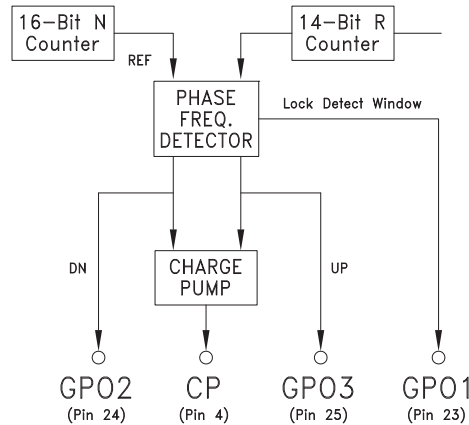 16-Bit N
Counter
14-Bit R
Counter
REF
PHASE
FREQ.
DETECTOR
Lock Detect Window
DN
CHARGE
PUMP
UP
GPO2
(Pin 24)
CP
(Pin 4)
GPO3
(Pin 25)
GPO1
(Pin 23)